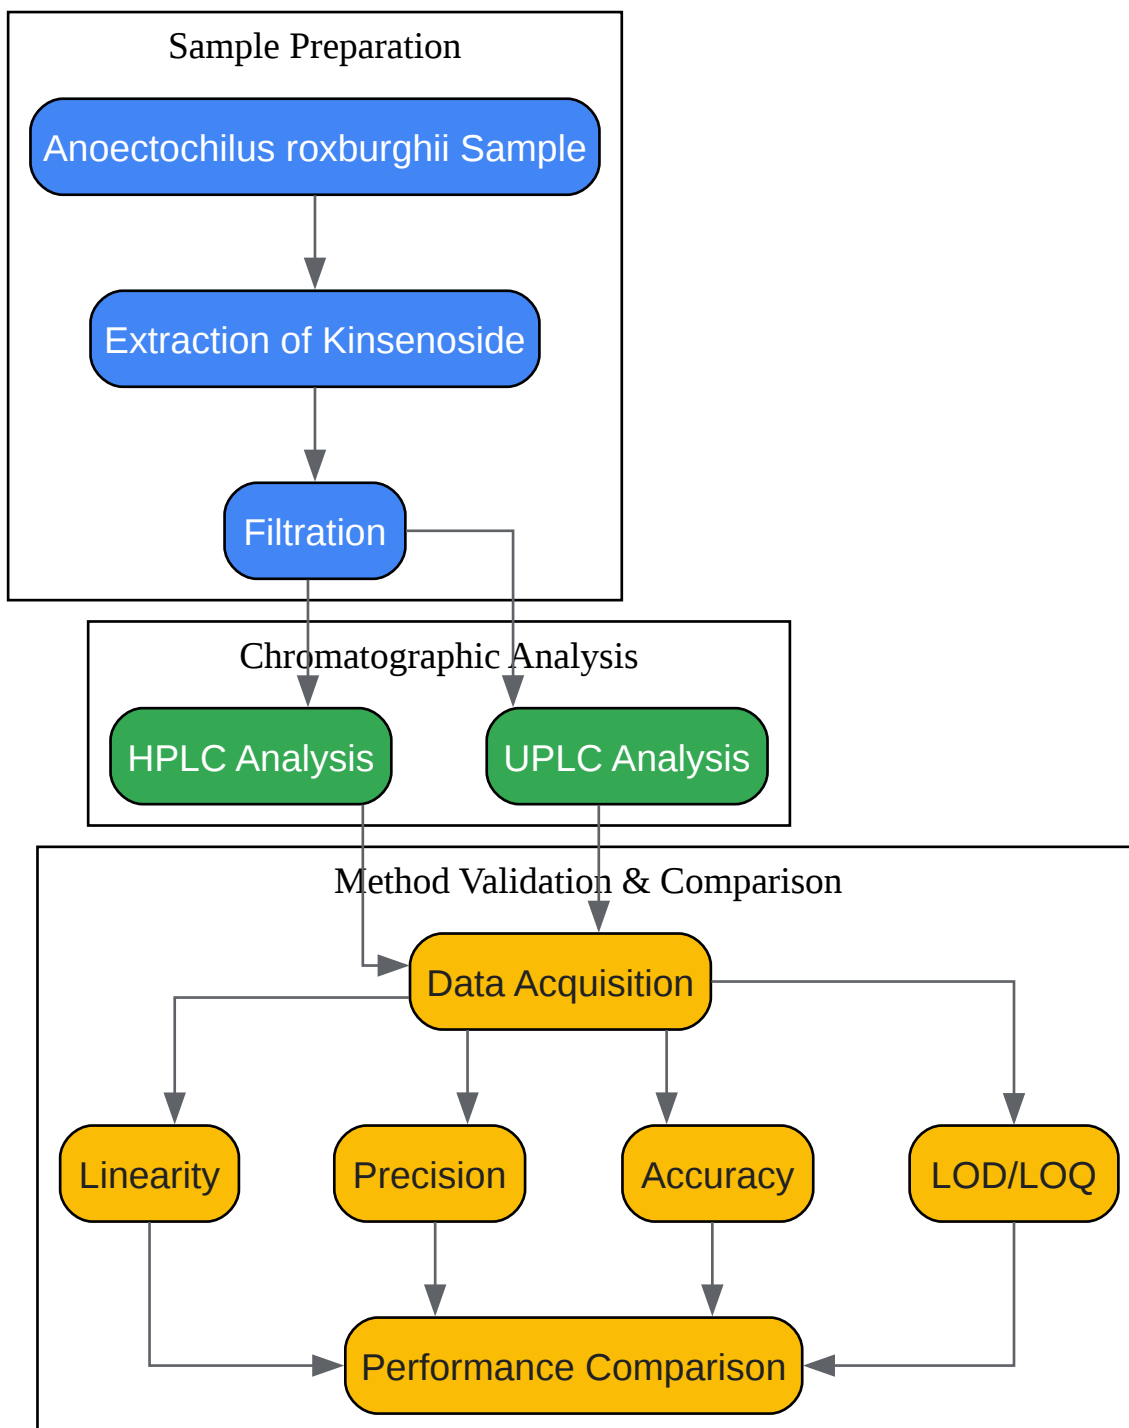 Sample Preparation
Anoectochilus roxburghii Sample
Extraction of Kinsenoside
Filtration
Chromatographic Analysis
HPLC Analysis
UPLC Analysis
Method Validation & Comparison
Data Acquisition
Linearity
Precision
Accuracy
LOD/LOQ
Performance Comparison